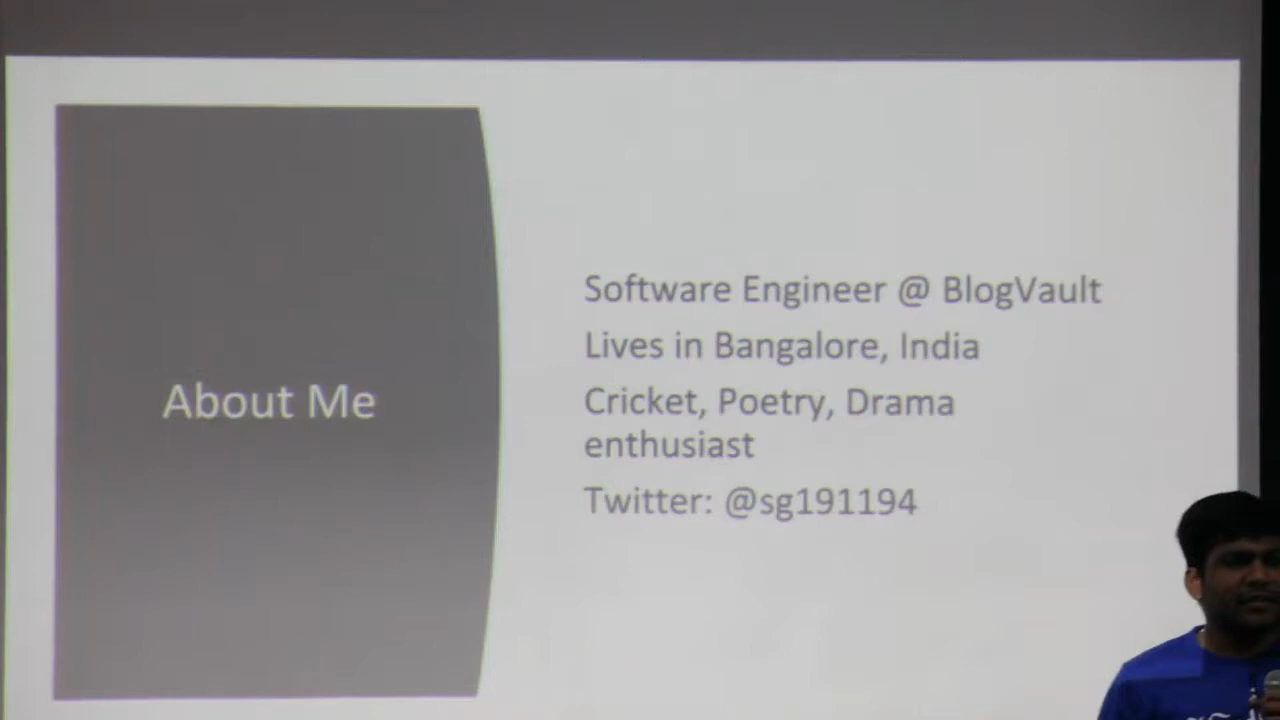 About Me
Software Engineer @ BlogVault
Lives in Bangalore, India
Cricket, Poetry, Drama
enthusiast
Twitter: @sg191194